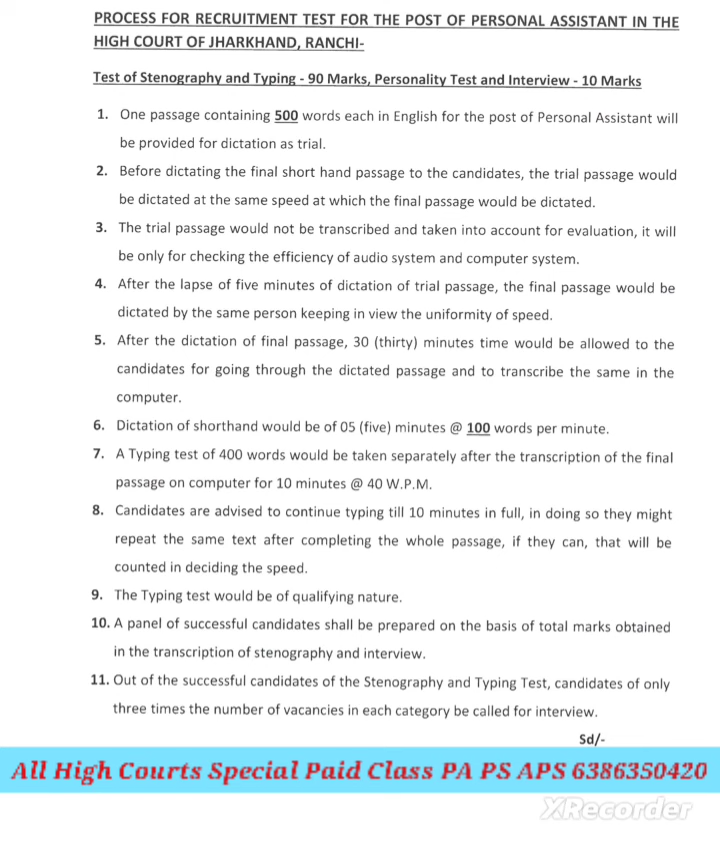 PROCESS FOR RECRUITMENT TEST FOR THE POST OF PERSONAL ASSISTANT IN THE
HIGH COURT OF JHARKHAND, RANCHI-
Test of Stenography and Typing - 90 Marks, Personality Test and Interview - 10 Marks
1. One passage containing 500 words each in English for the post of Personal Assistant will
be provided for dictation as trial.
2. Before dictating the final short hand passage to the candidates, the trial passage would
be dictated at the same speed at which the final passage would be dictated.
3. The trial passage would not be transcribed and taken into account for evaluation, it will
be only for checking the efficiency of audio system and computer system.
4. After the lapse of five minutes of dictation of trial passage, the final passage would be
dictated by the same person keeping in view the uniformity of speed.
5. After the dictation of final passage, 30 (thirty) minutes time would be allowed to the
candidates for going through the dictated passage and to transcribe the same in the
computer.
6. Dictation of shorthand would be of 05 (five) minutes @ 100 words per minute.
7. A Typing test of 400 words would be taken separately after the transcription of the final
passage on computer for 10 minutes @ 40 W.P.M.
8. Candidates are advised to continue typing till 10 minutes in full, in doing so they might
repeat the same text after completing the whole passage, if they can, that will be
counted in deciding the speed.
9. The Typing test would be of qualifying nature.
10. A panel of successful candidates shall be prepared on the basis of total marks obtained
in the transcription of stenography and interview.
11. Out of the successful candidates of the Stenography and Typing Test, candidates of only
three times the number of vacancies in each category be called for interview.
Sd/-
All High Courts Special Paid Class PA PS APS 6386350420
XRecorder